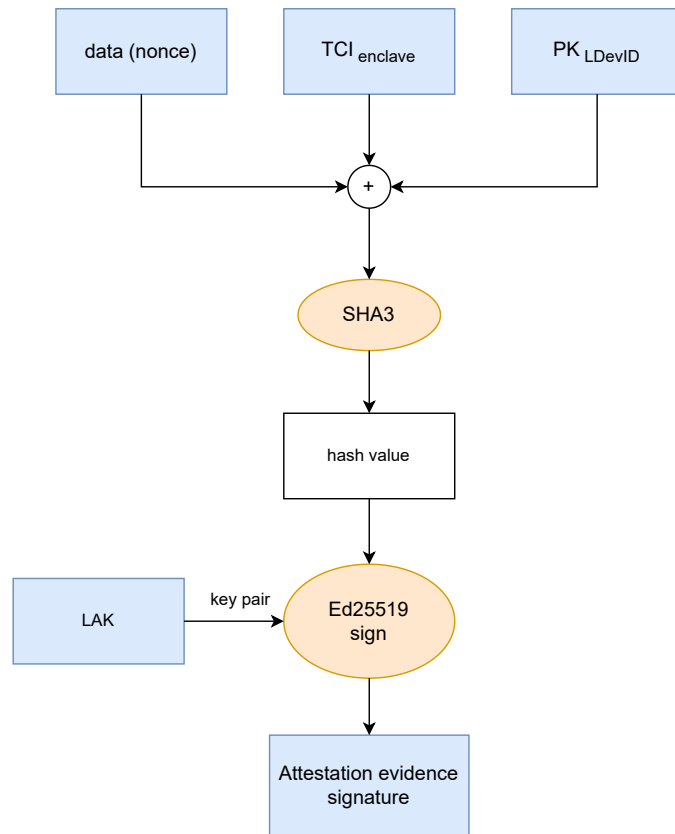 data (nonce)
TCI enclave
PK LDevID
+
SHA3
hash value
key pair
LAK
Ed25519
sign
Attestation evidence
signature